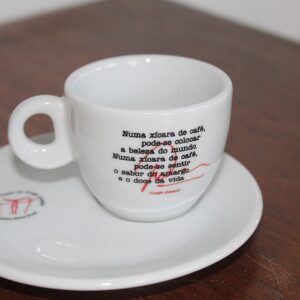 Numa xícara de café,
pode-se colocar
a beleza do mundo.
Numa xícara de café,
pode-se sentir
o sabor do amargo
e o doce da vida